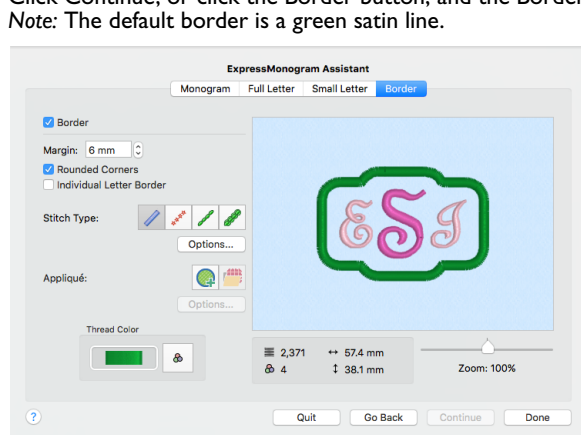 Click Continue, or click the Border button, and the Border
Note: The default border is a green satin line.
ExpressMonogram Assistant
Monogram Full Letter Small Letter Border
Border
Margin: 6 mm
Rounded Corners
Individual Letter Border
Stitch Type:
Options...
Appliqué:
Options...
Thread Color
ESJ
2,371 57.4 mm
4 38.1 mm
Zoom: 100%
? Quit Go Back Continue Done